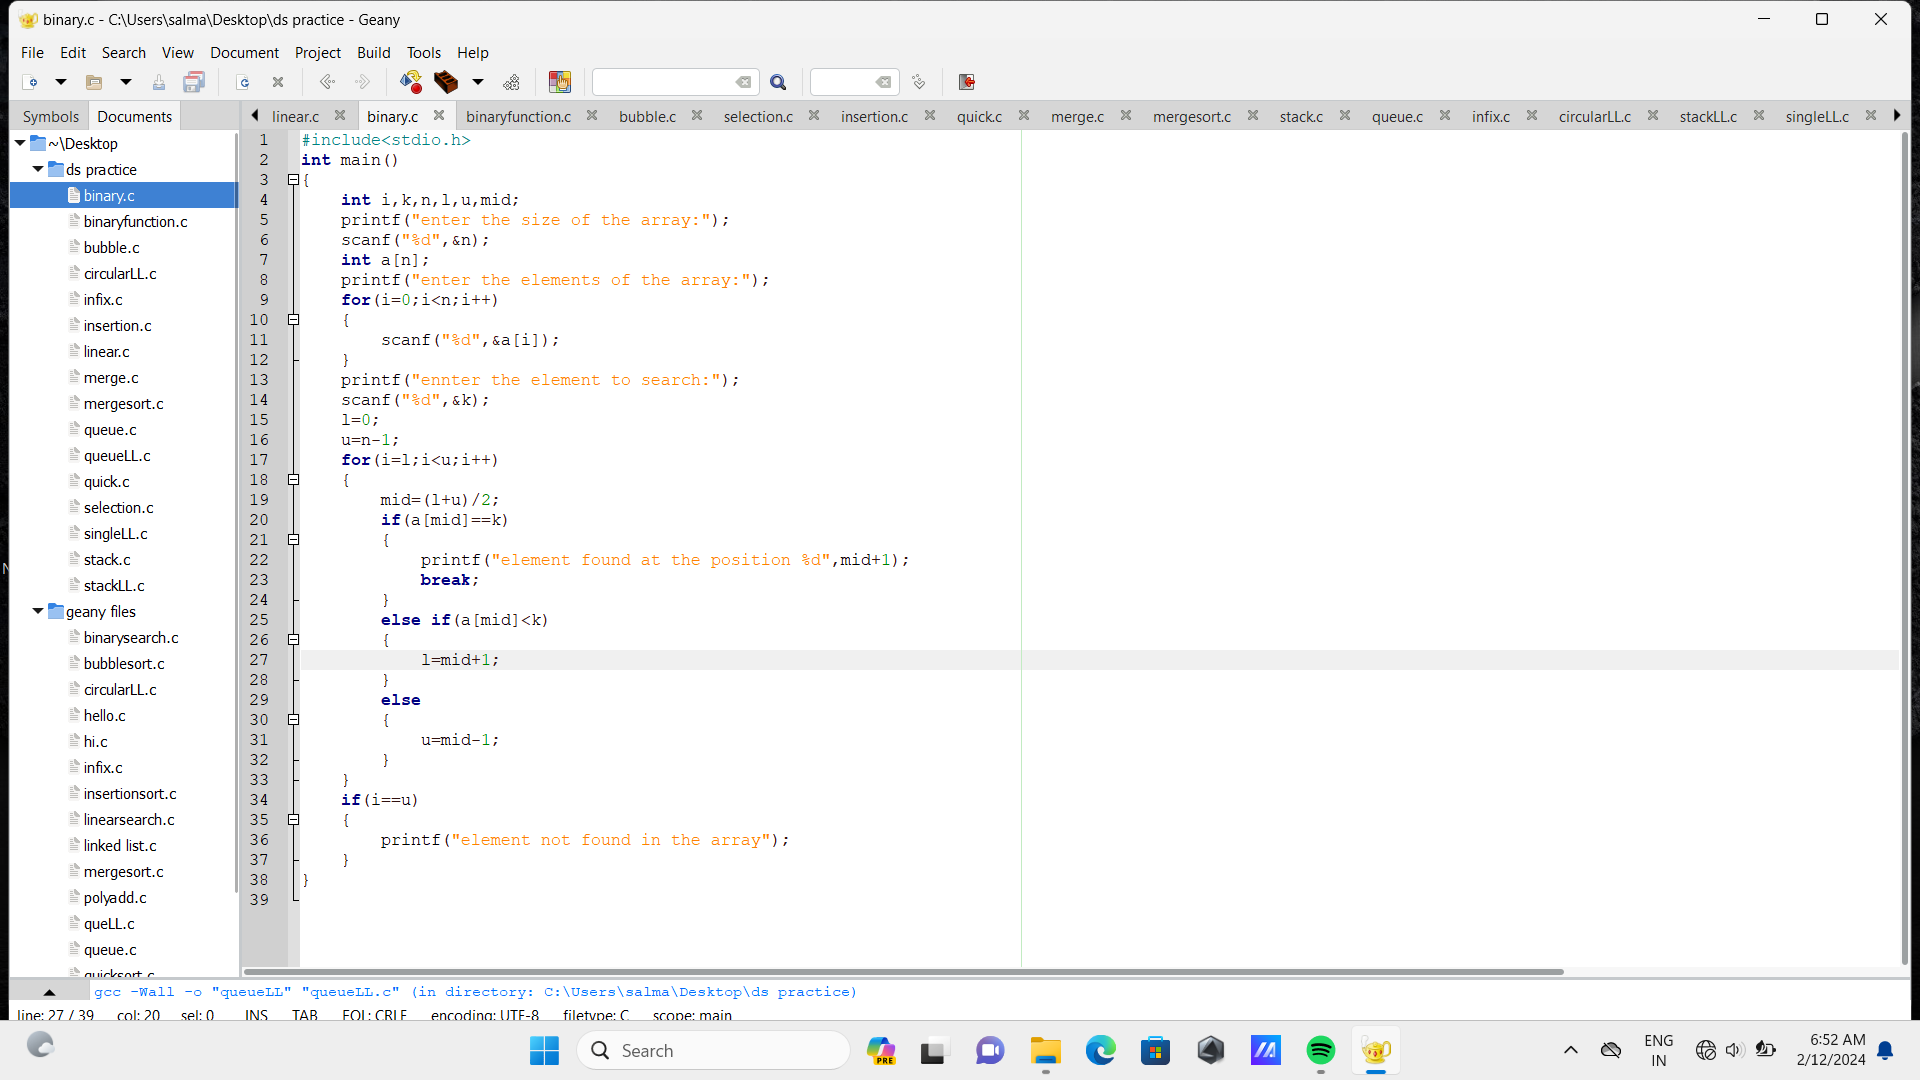 binary.c - C:\Users\salma\Desktop\ds practice - Geany
File Edit Search View Document Project Build Tools Help
Symbols Documents
linear.c binary.c binaryfunction.c bubble.c selection.c insertion.c quick.c merge.c mergesort.c stack.c queue.c infix.c circularLL.c stackLL.c singleLL.c
~\Desktop
ds practice
binary.c
binaryfunction.c
bubble.c
circularLL.c
infix.c
insertion.c
linear.c
merge.c
mergesort.c
queue.c
queueLL.c
quick.c
selection.c
singleLL.c
stack.c
stackLL.c
geany files
binarysearch.c
bubblesort.c
circularLL.c
hello.c
hi.c
infix.c
insertionsort.c
linearsearch.c
linked list.c
mergesort.c
polyadd.c
queLL.c
queue.c
quicksort.c
1 #include<stdio.h>
2 int main()
3 {
4 int i,k,n,l,u,mid;
5 printf("enter the size of the array:");
6 scanf("%d",&n);
7 int a[n];
8 printf("enter the elements of the array:");
9 for(i=0;i<n;i++)
10 {
11 scanf("%d",&a[i]);
12 }
13 printf("ennter the element to search:");
14 scanf("%d",&k);
15 l=0;
16 u=n-1;
17 for(i=l;i<u;i++)
18 {
19 mid=(l+u)/2;
20 if(a[mid]==k)
21 {
22 printf("element found at the position %d",mid+1);
23 break;
24 }
25 else if(a[mid]<k)
26 {
27 l=mid+1;
28 }
29 else
30 {
31 u=mid-1;
32 }
33 }
34 if(i==u)
35 {
36 printf("element not found in the array");
37 }
38 }
39
gcc -Wall -o "queueLL" "queueLL.c" (in directory: C:\Users\salma\Desktop\ds practice)
line: 27 / 39 col: 20 sel: 0 INS TAB EOL: CRLF encoding: UTF-8 filetype: C scope: main
Search
PRE
ENG
IN
6:52 AM
2/12/2024